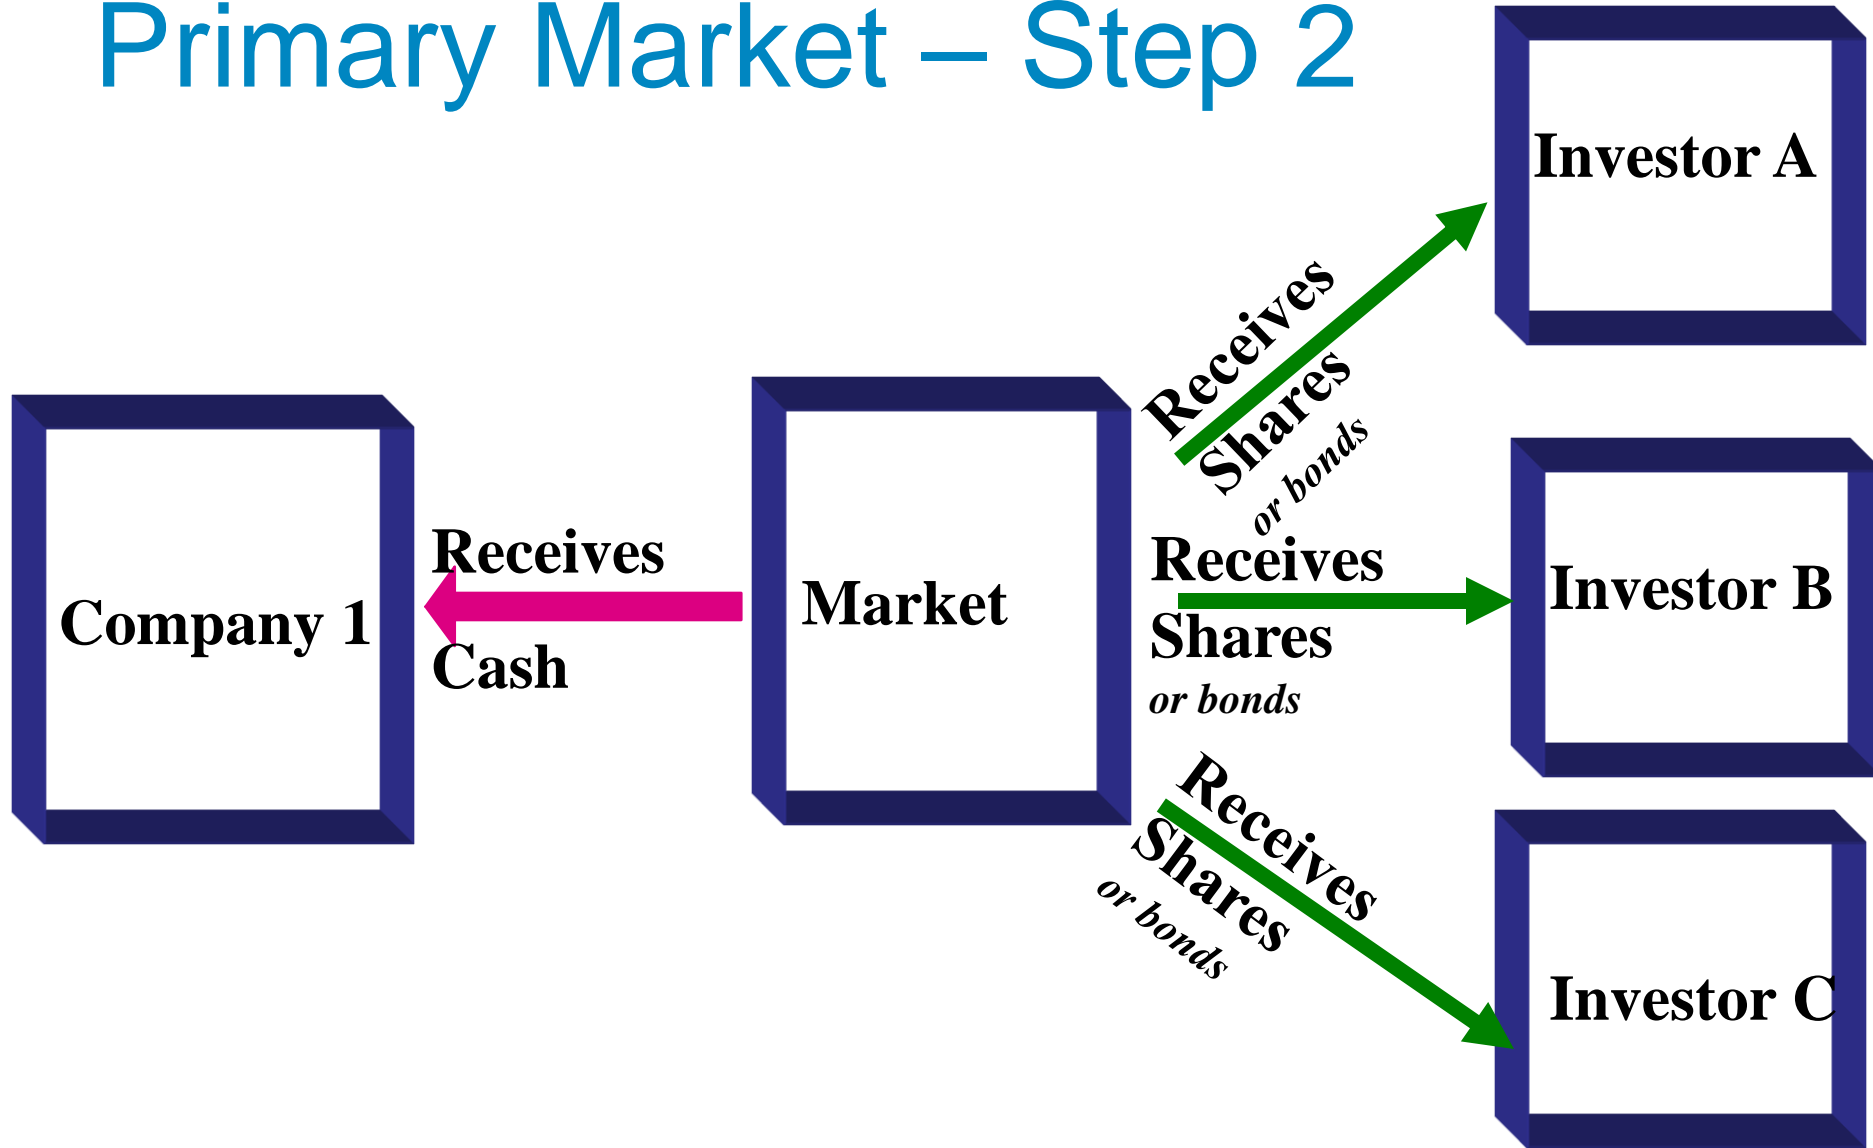 Primary Market – Step 2
Investor A
Receives
Shares
or bonds
Company 1
Receives
Cash
Market
Receives
Shares
or bonds
Investor B
Receives
Shares
or bonds
Investor C